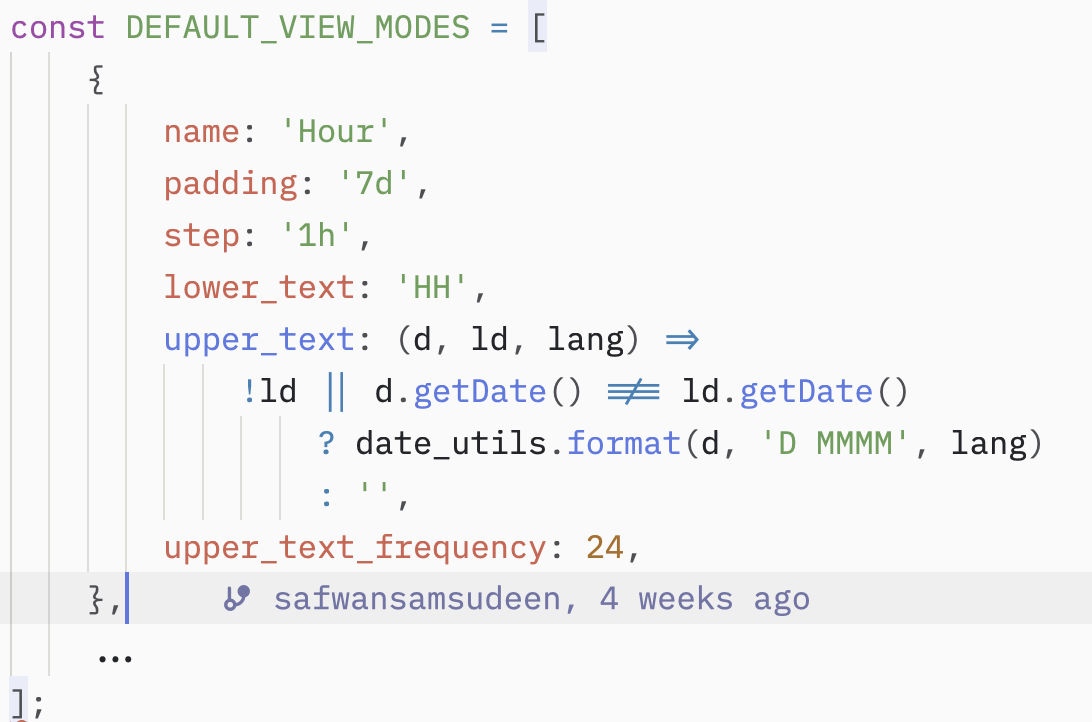 const DEFAULT_VIEW_MODES = [
{
name: 'Hour',
padding: '7d',
step: '1h',
lower_text: 'HH',
upper_text: (d, ld, lang) =>
!ld || d.getDate() !== ld.getDate()
? date_utils.format(d, 'D MMMM', lang)
: '',
upper_text_frequency: 24,
}, safwansamsudeen, 4 weeks ago
...
];